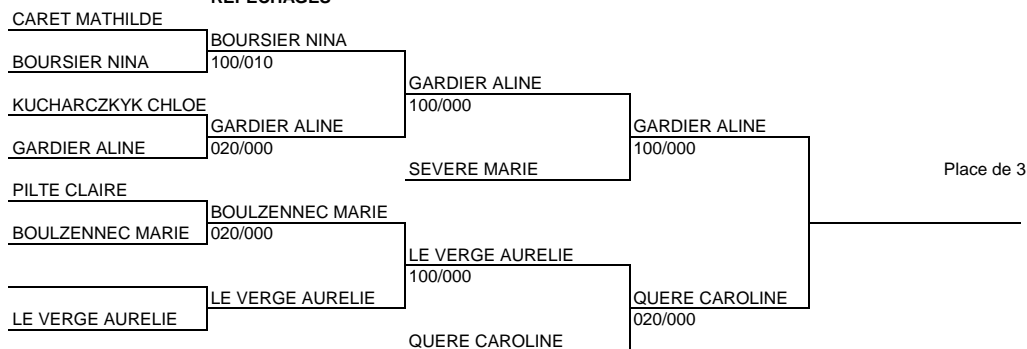 REPECHAGES
CARET MATHILDE
BOURSIER NINA
BOURSIER NINA
100/010
GARDIER ALINE
100/000
KUCHARCZKYK CHLOE
GARDIER ALINE
GARDIER ALINE
020/000
GARDIER ALINE
100/000
SEVERE MARIE
Place de 3
PILTE CLAIRE
BOULZENNEC MARIE
BOULZENNEC MARIE
020/000
LE VERGE AURELIE
100/000
LE VERGE AURELIE
QUERE CAROLINE
LE VERGE AURELIE
020/000
QUERE CAROLINE